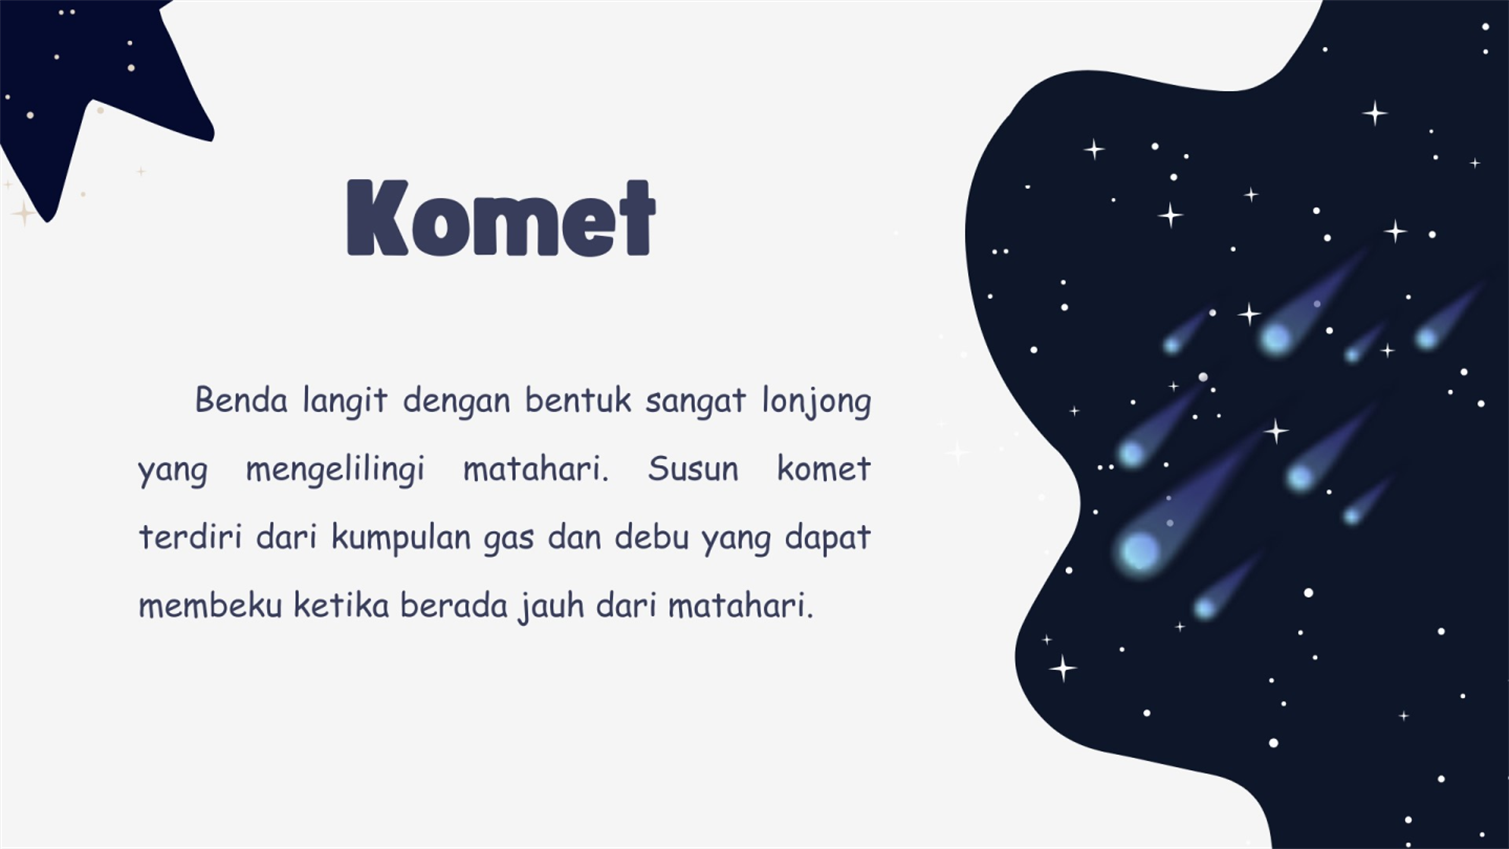 Komet
Benda langit dengan bentuk sangat lonjong
yang mengelilingi matahari. Susun komet
terdiri dari kumpulan gas dan debu yang dapat
membeku ketika berada jauh dari matahari.